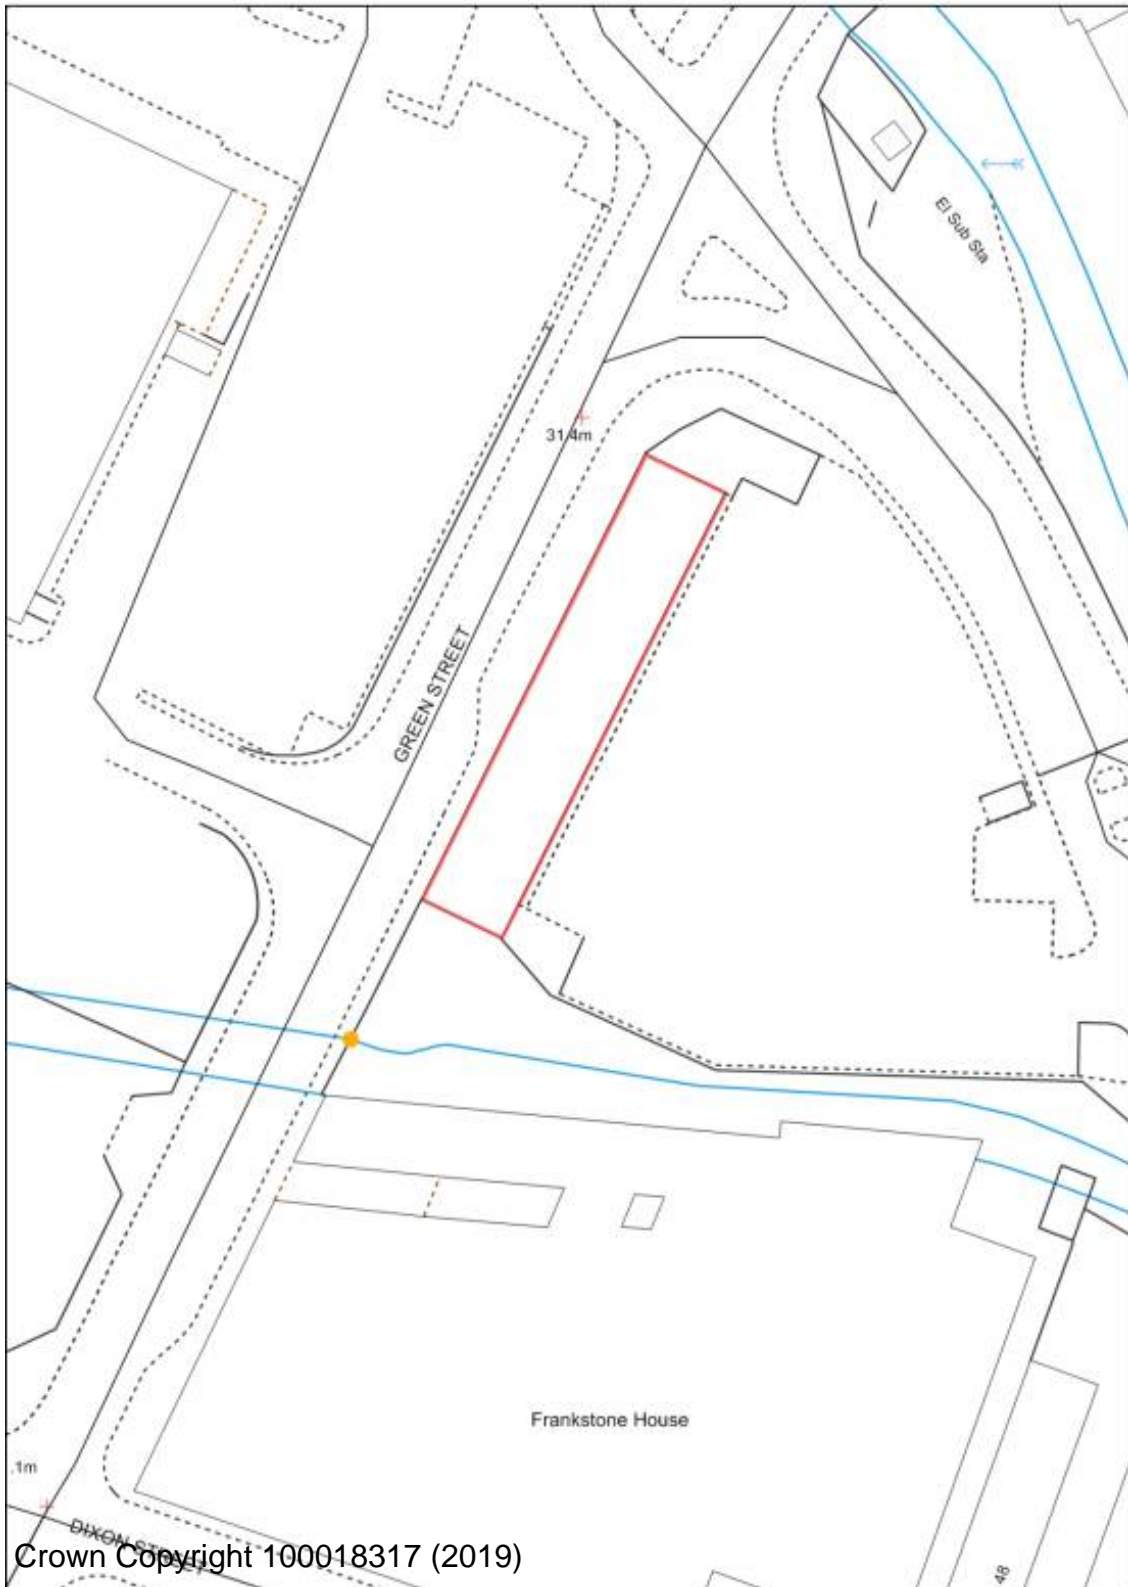 El Sub Sta
31.4m
GREEN STREET
Frankstone House
.1m
DIXON STREET
Crown Copyright 100018317 (2019)
48